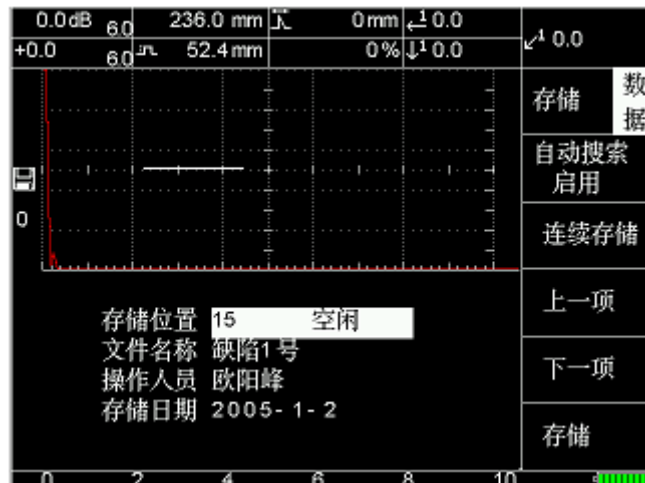 0.0dB 6.0 236.0 mm 0mm 1 0.0
+0.0 6.0 52.4mm 0% 1 0.0
1 0.0
存储 数据
自动搜索
启用
连续存储
上一项
下一项
存储
0
存储位置 15 空闲
文件名称 缺陷1号
操作人员 欧阳峰
存储日期 2005- 1- 2
0 2 4 6 8 10